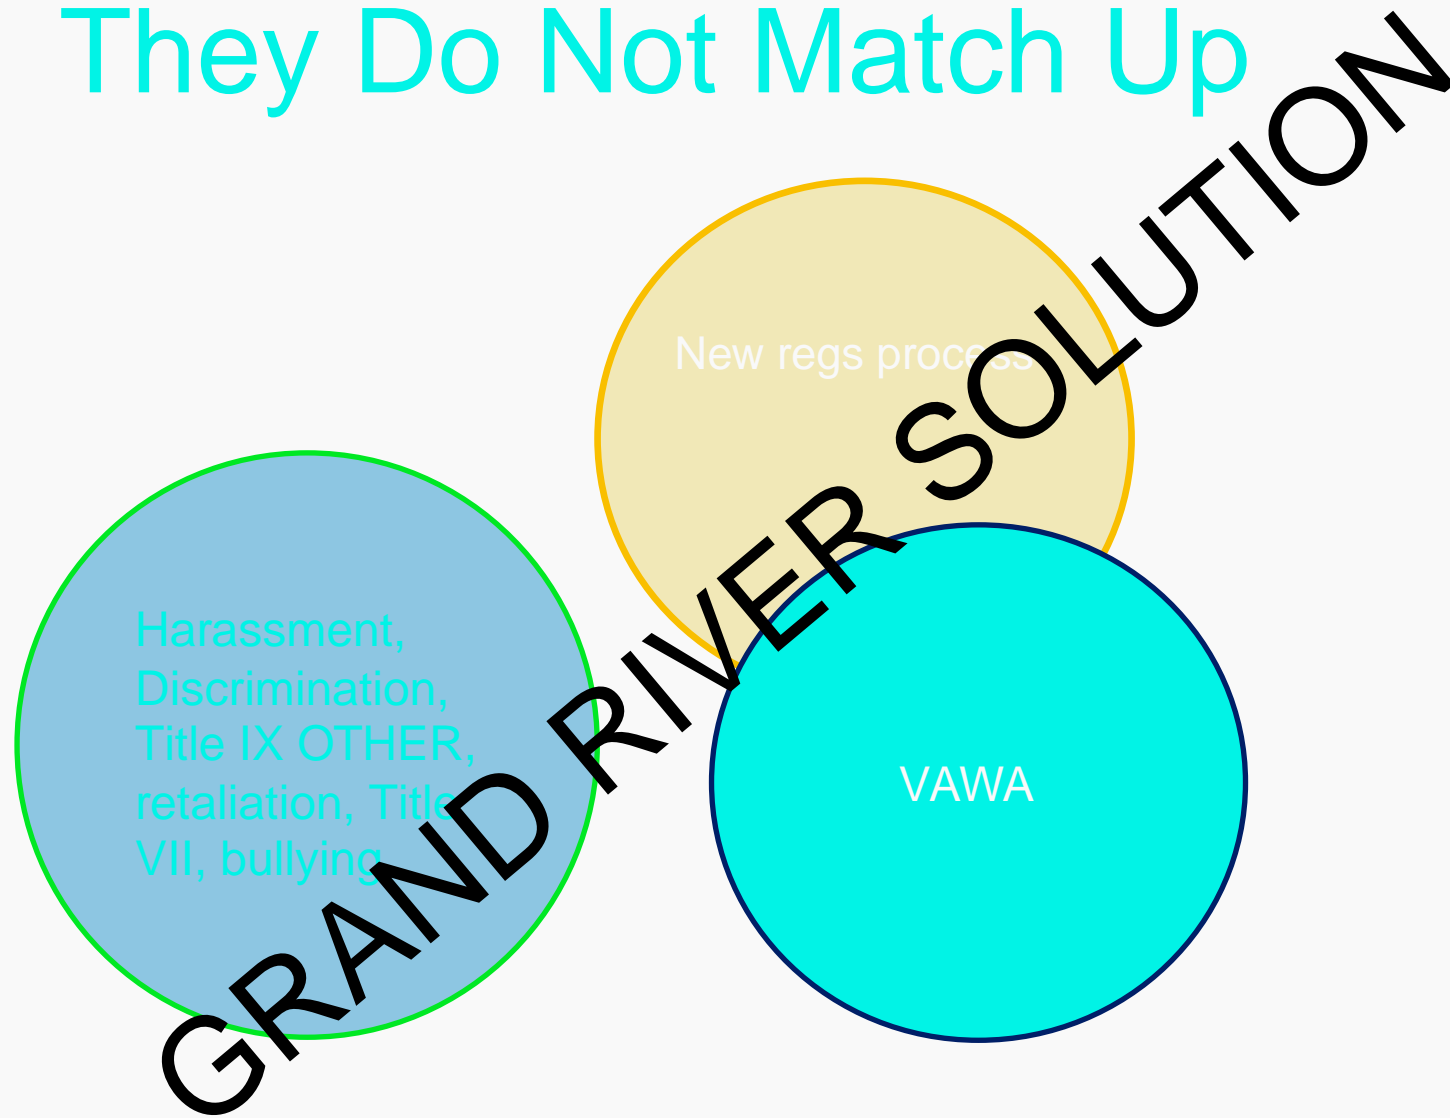 They Do Not Match Up
New regs process
Harassment,
Discrimination,
Title IX OTHER,
retaliation, Title
VII, bullying
VAWA
GRAND RIVER SOLUTION